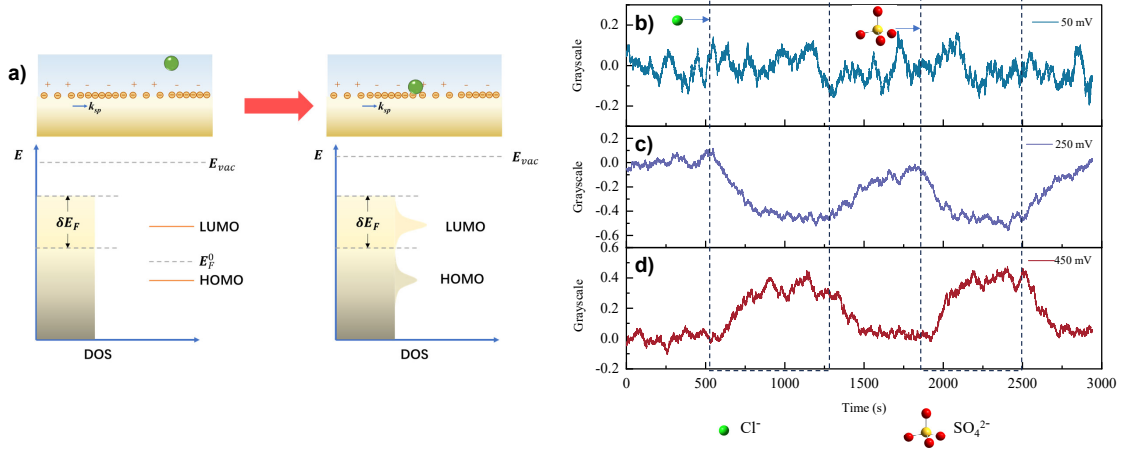 a)
+ + - - + + - - +
k_sp
+ + - - + + - - +
k_sp
E
E_vac
δE_F
LUMO
E_F^0
HOMO
DOS
E
E_vac
δE_F
LUMO
HOMO
DOS
b)
50 mV
0.2
0.0
-0.2
Grayscale
c)
250 mV
0.0
-0.2
-0.4
-0.6
Grayscale
d)
450 mV
0.6
0.4
0.2
0.0
-0.2
Grayscale
0 500 1000 1500 2000 2500 3000
Time (s)
Cl⁻
SO₄²⁻